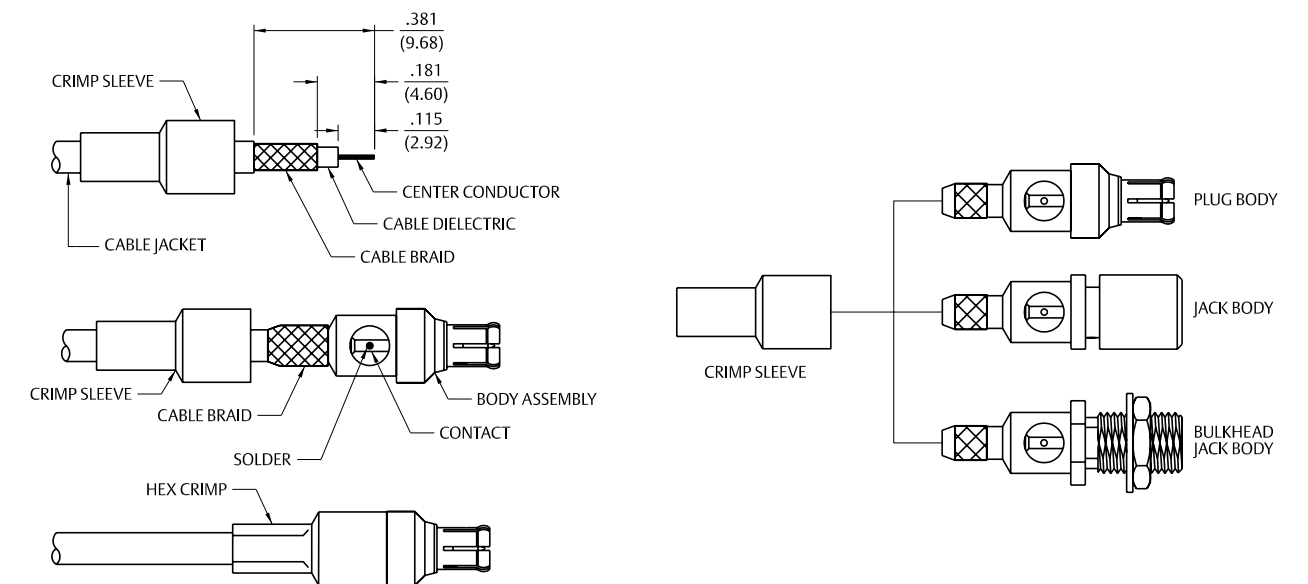 .381
(9.68)
.181
(4.60)
.115
(2.92)
CRIMP SLEEVE
CENTER CONDUCTOR
CABLE DIELECTRIC
CABLE BRAID
CABLE JACKET
CRIMP SLEEVE
CABLE BRAID
SOLDER
CONTACT
BODY ASSEMBLY
HEX CRIMP
CRIMP SLEEVE
PLUG BODY
JACK BODY
BULKHEAD
JACK BODY